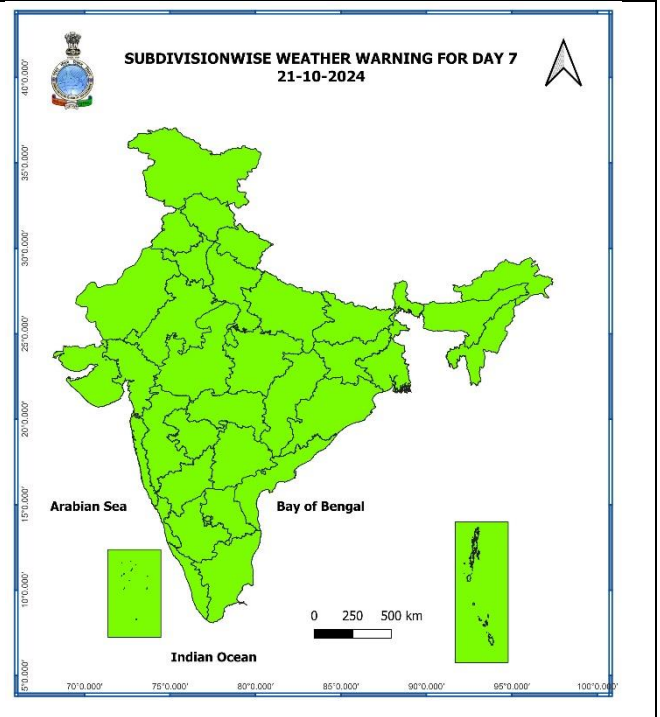 SUBDIVISIONWISE WEATHER WARNING FOR DAY 7
21-10-2024
40°0.000'
35°0.000'
30°0.000'
25°0.000'
20°0.000'
15°0.000'
10°0.000'
5°0.000'
Arabian Sea
Bay of Bengal
0 250 500 km
Indian Ocean
70°0.000' 75°0.000' 80°0.000' 85°0.000' 90°0.000' 95°0.000' 100°0.000'